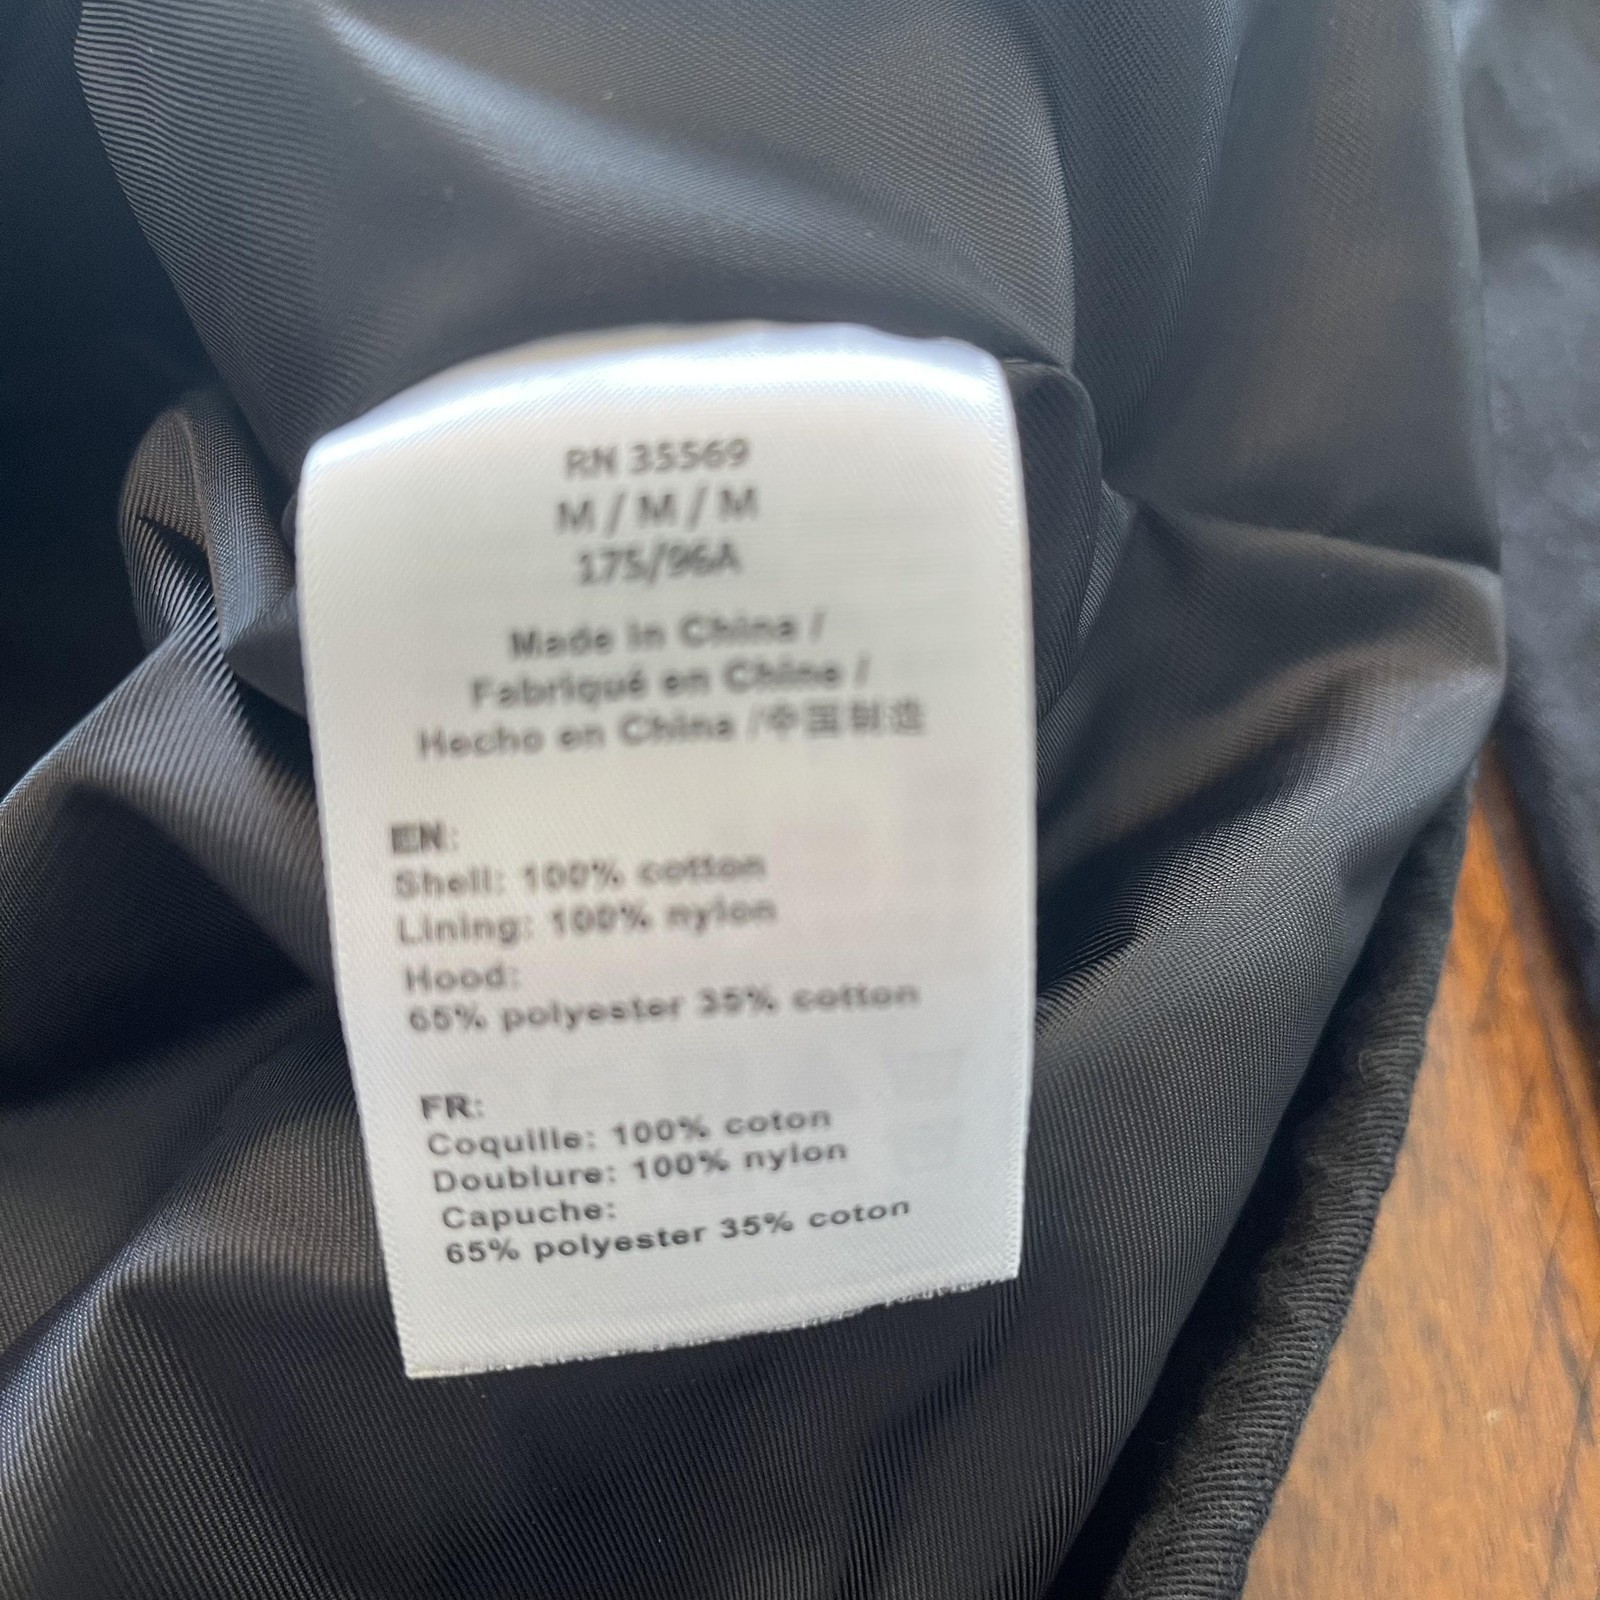 RN 35569
M / M / M
175/96A
Made in China /
Fabriqué en Chine /
Hecho en China /中国制造
EN:
Shell: 100% cotton
Lining: 100% nylon
Hood:
65% polyester 35% cotton
FR:
Coquille: 100% coton
Doublure: 100% nylon
Capuche:
65% polyester 35% coton